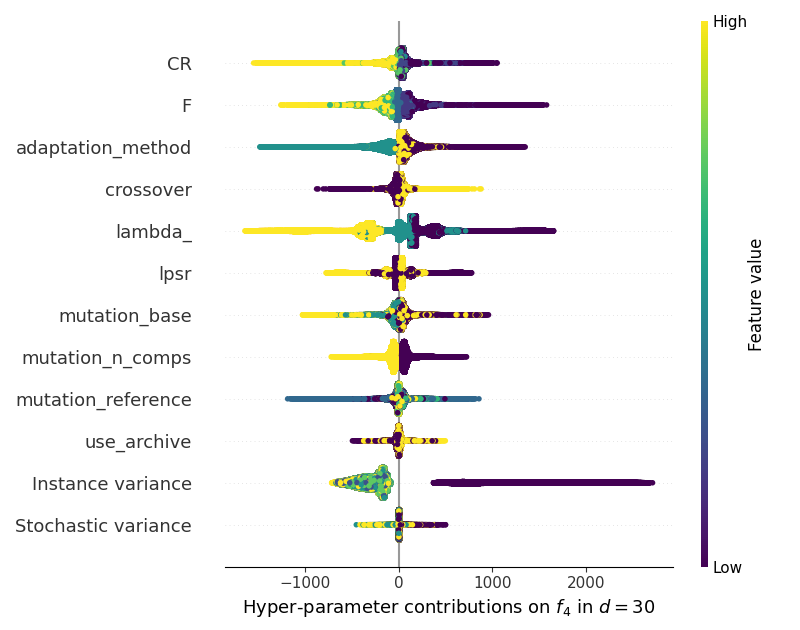 High
CR
F
adaptation_method
crossover
lambda_
lpsr
mutation_base
mutation_n_comps
mutation_reference
use_archive
Instance variance
Stochastic variance
Feature value
Low
−1000 0 1000 2000
Hyper-parameter contributions on f₄ in d = 30